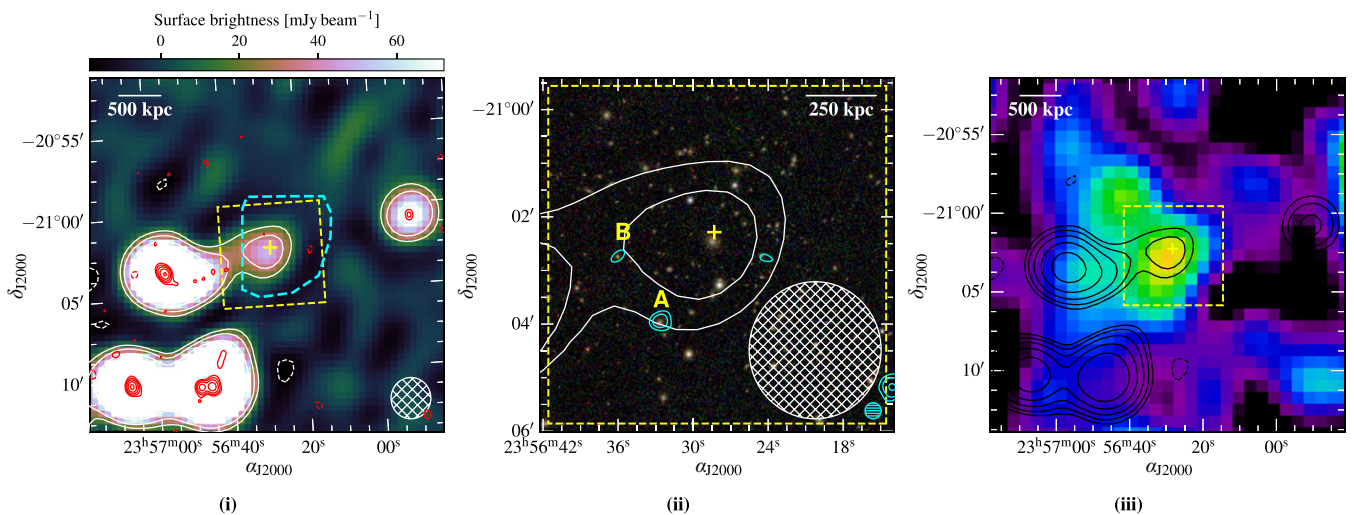 Surface brightness [mJy beam⁻¹]
0 20 40 60
500 kpc
−20°55′
−21°00′
05′
10′
δJ2000
23ʰ57ᵐ00ˢ 56ᵐ40ˢ 20ˢ 00ˢ
αJ2000
(i)
250 kpc
−21°00′
02′
04′
06′
δJ2000
B
A
23ʰ56ᵐ42ˢ 36ˢ 30ˢ 24ˢ 18ˢ
αJ2000
(ii)
500 kpc
−20°55′
−21°00′
05′
10′
δJ2000
23ʰ57ᵐ00ˢ 56ᵐ40ˢ 20ˢ 00ˢ
αJ2000
(iii)